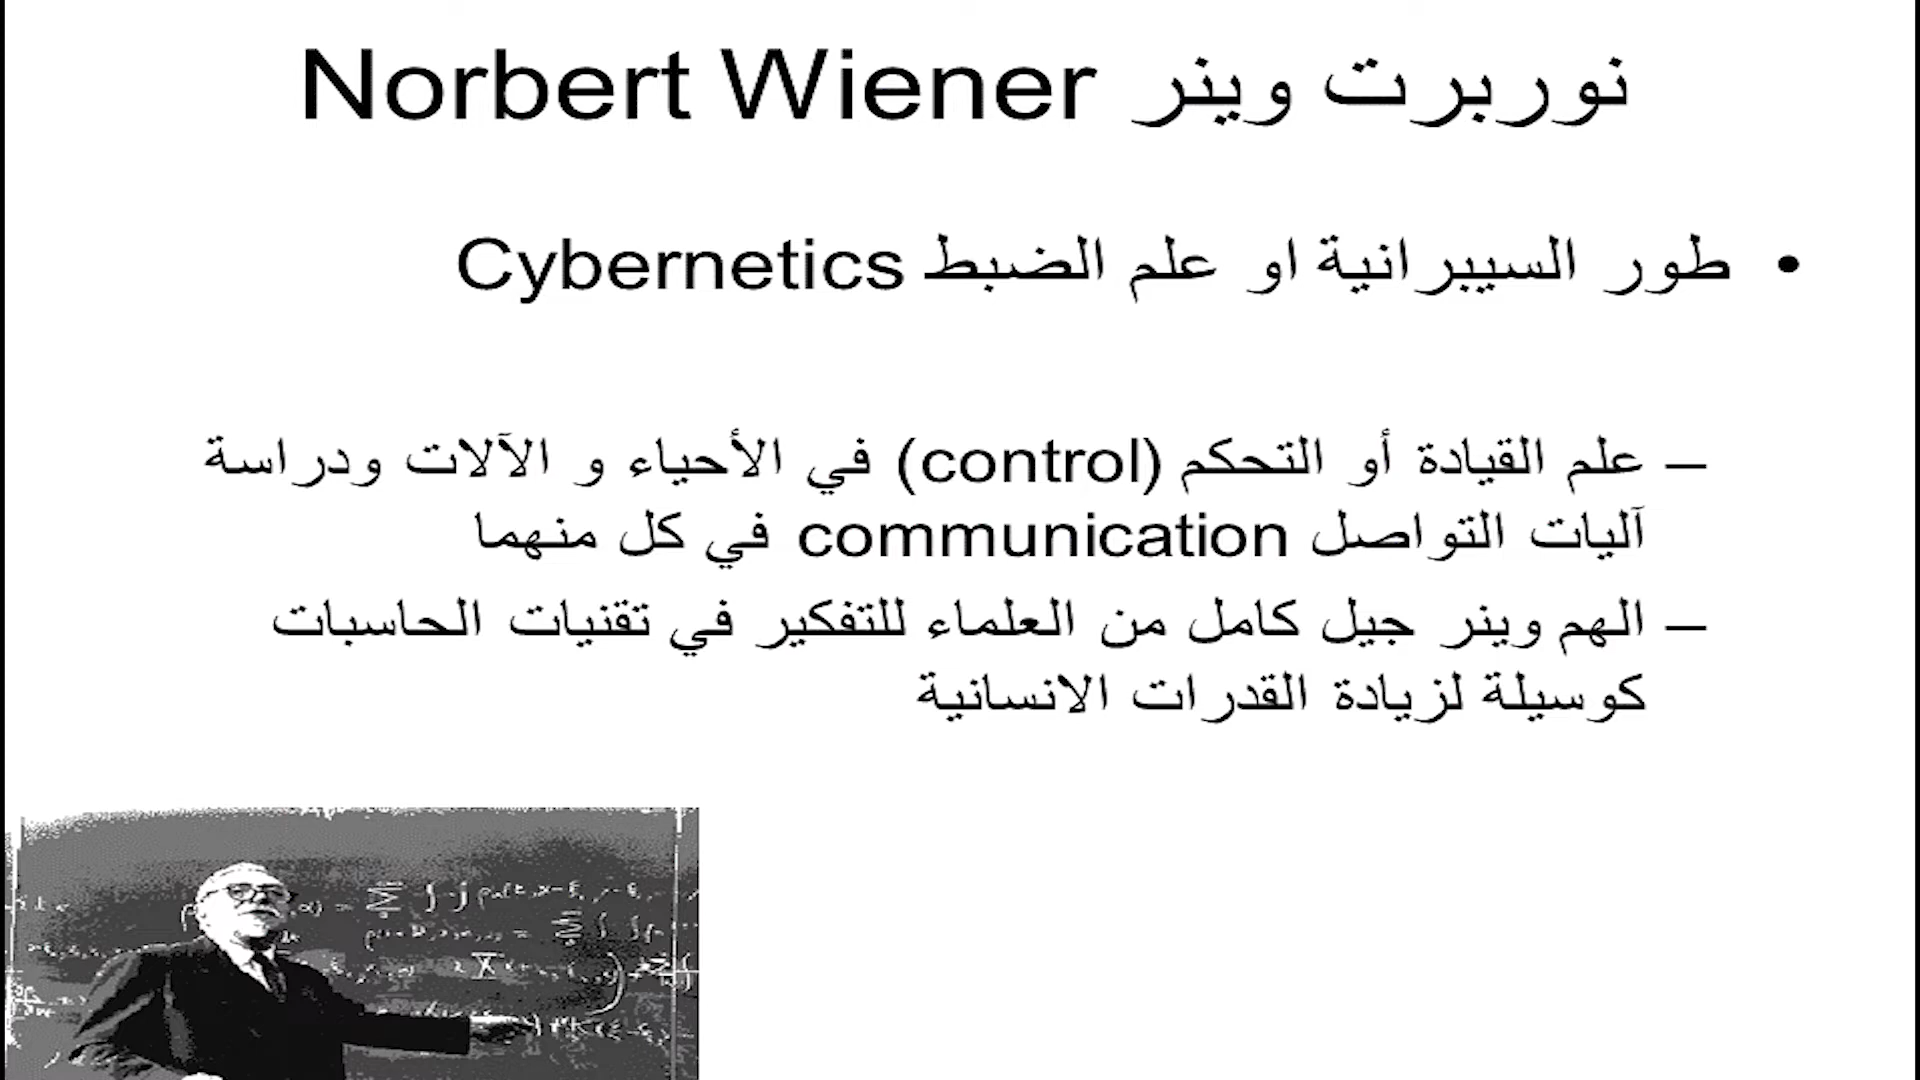 نوربرت وينر Norbert Wiener
• طور السيبرانية او علم الضبط Cybernetics
– علم القيادة أو التحكم (control) في الأحياء و الآلات ودراسة
آليات التواصل communication في كل منهما
– الهم وينر جيل كامل من العلماء للتفكير في تقنيات الحاسبات
كوسيلة لزيادة القدرات الانسانية